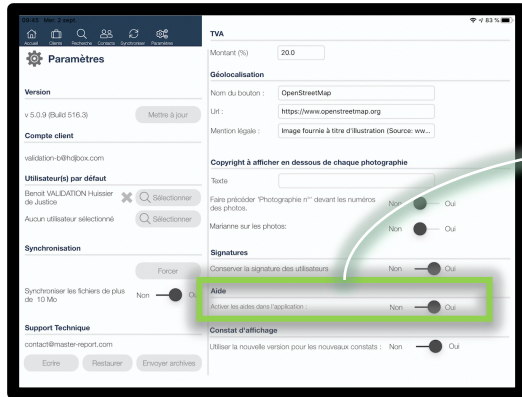 09:35 Mer. 2 sept.
83 %
Accueil Clients Recherche Contacts Synchroniser Paramètres
Paramètres
Version
v 5.0.9 (Build 516.3)
Mettre à jour
Compte client
validation-b@hdjbox.com
Utilisateur(s) par défaut
Benoit VALIDATION Huissier
de Justice
Sélectionner
Aucun utilisateur sélectionné
Sélectionner
Synchronisation
Forcer
Synchroniser les fichiers de plus
de 10 Mo
Non
Support Technique
contact@master-report.com
Ecrire Restaurer Envoyer archives
TVA
Montant (%) 20.0
Géolocalisation
Nom du bouton : OpenStreetMap
Url : https://www.openstreetmap.org
Mention légale : Image fournie à titre d'illustration (Source: ww...
Copyright à afficher en dessous de chaque photographie
Texte
Faire précéder 'Photographie n°' devant les numéros
des photos.
Non Oui
Marianne sur les photos: Non Oui
Signatures
Conserver la signature des utilisateurs Non Oui
Aide
Activer les aides dans l'application : Non Oui
Constat d'affichage
Utiliser la nouvelle version pour les nouveaux constats : Non Oui